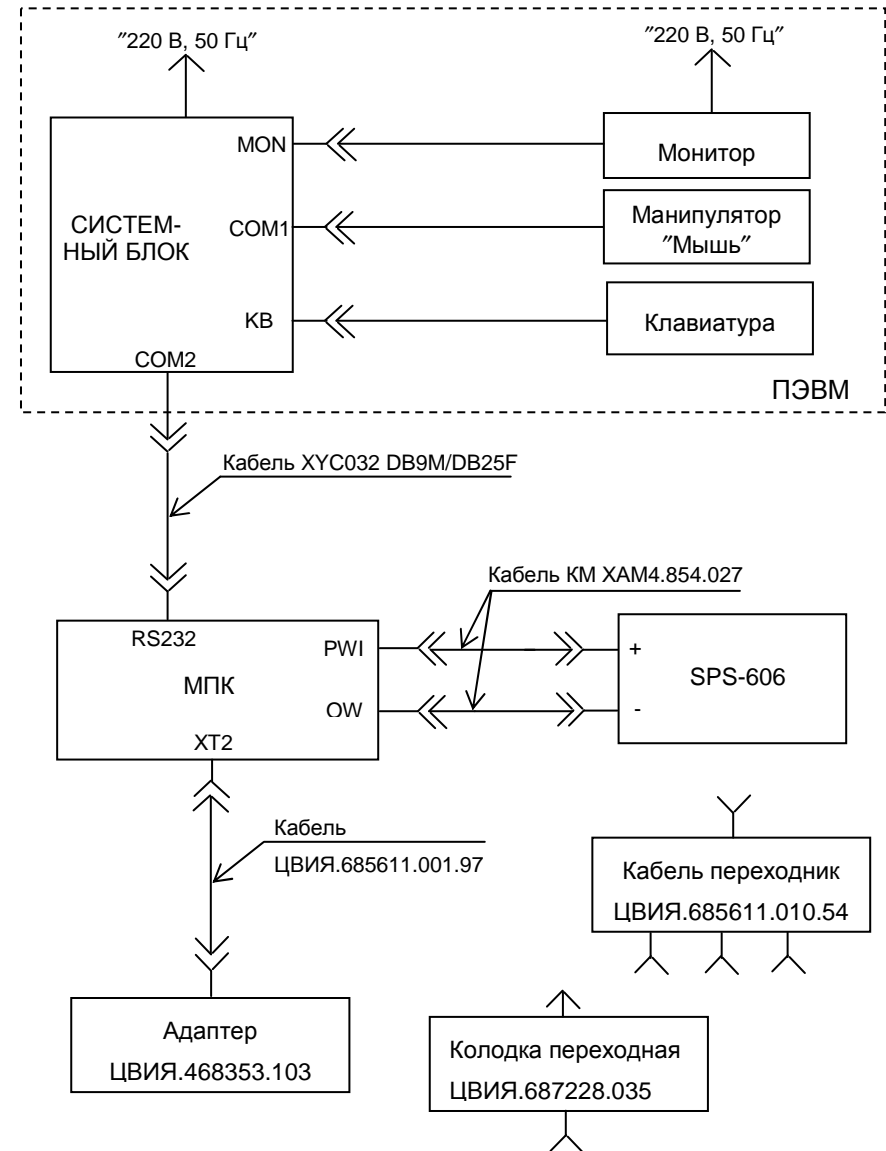 ″220 В, 50 Гц″
″220 В, 50 Гц″
MON
Монитор
СИСТЕМ-
НЫЙ БЛОК
COM1
Манипулятор
″Мышь″
KB
Клавиатура
COM2
ПЭВМ
Кабель XYC032 DB9M/DB25F
Кабель КМ ХАМ4.854.027
RS232
PWI
+
МПК
SPS-606
OW
-
XT2
Кабель
ЦВИЯ.685611.001.97
Кабель переходник
ЦВИЯ.685611.010.54
Адаптер
ЦВИЯ.468353.103
Колодка переходная
ЦВИЯ.687228.035